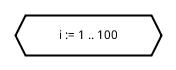 i := 1 .. 100